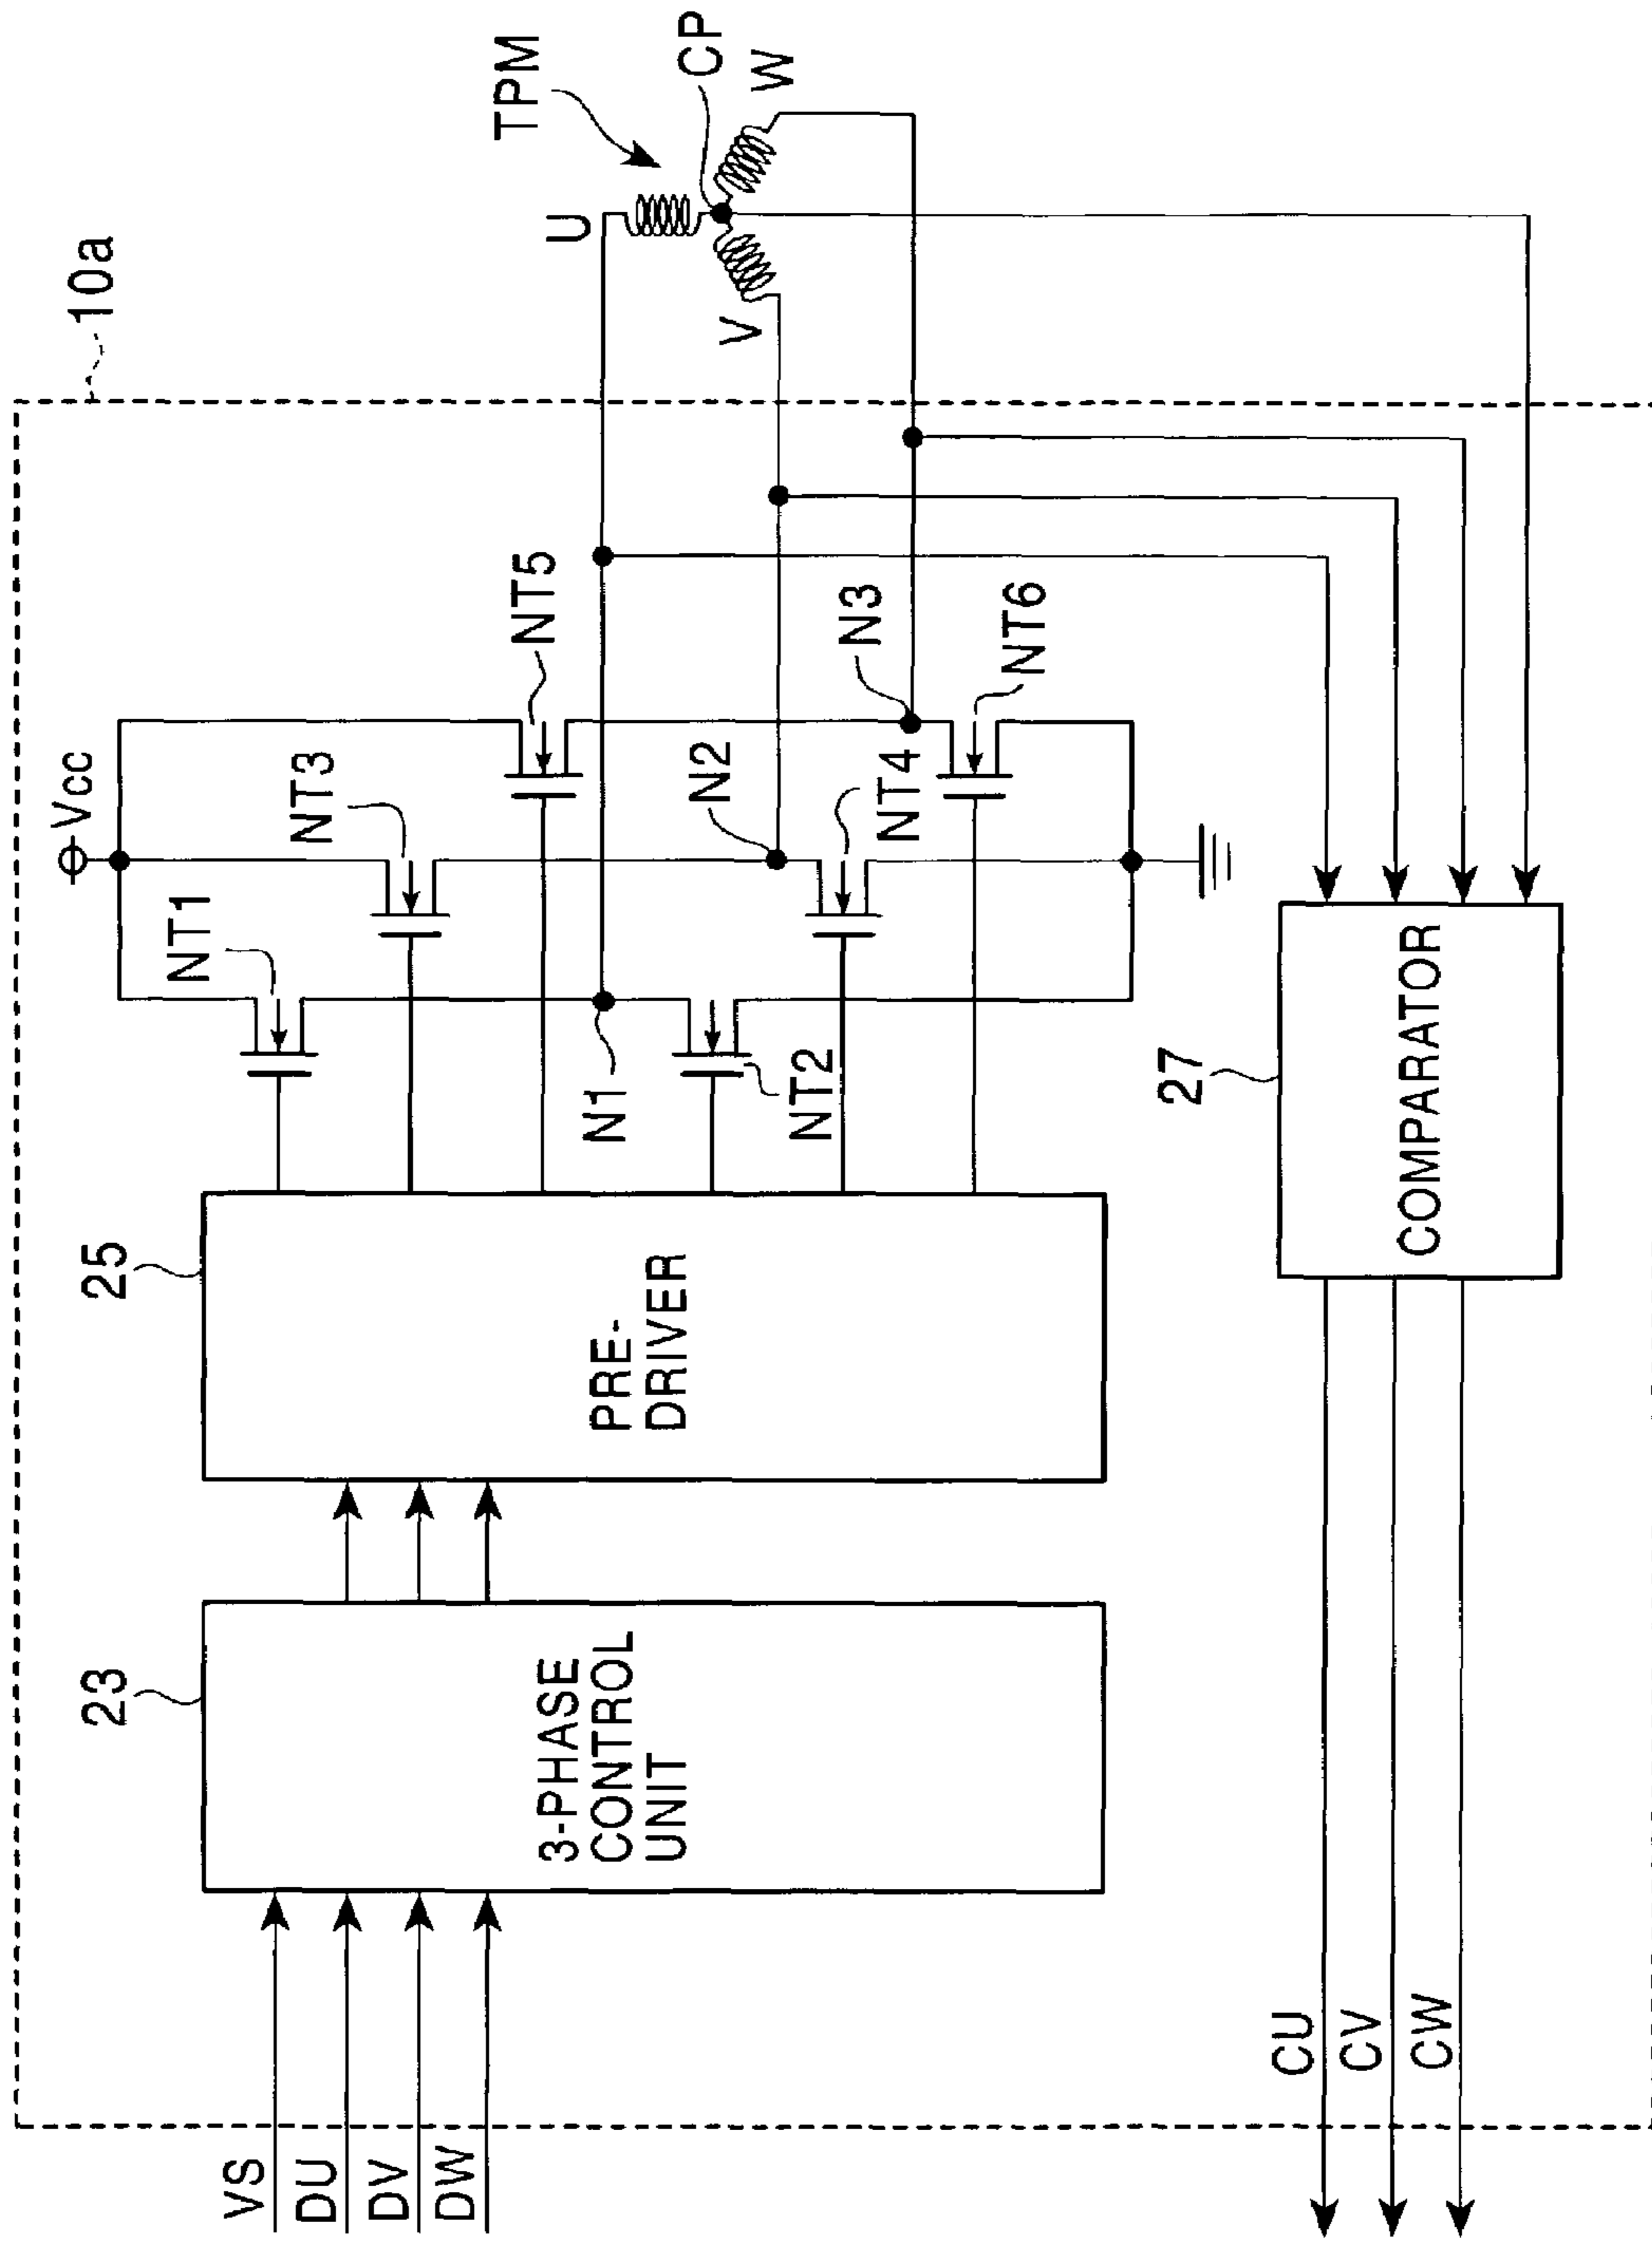 10a
TPM
CP
U
V
W
Vcc
NT1
NT3
NT5
N1
N2
N3
NT2
NT4
NT6
23
3-PHASE
CONTROL
UNIT
25
PRE-
DRIVER
27
COMPARATOR
VS
DU
DV
DW
CU
CV
CW